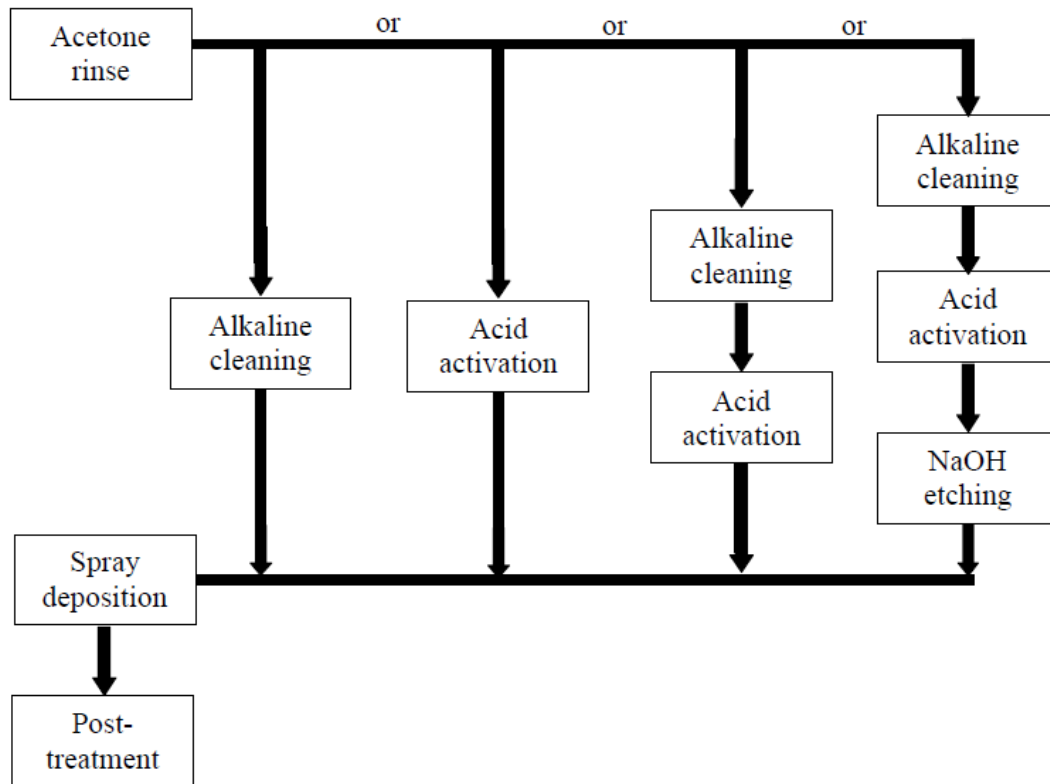 or
or
or
Acetone
rinse
Alkaline
cleaning
Alkaline
cleaning
Acid
activation
Alkaline
cleaning
Acid
activation
Acid
activation
NaOH
etching
Spray
deposition
Post-
treatment